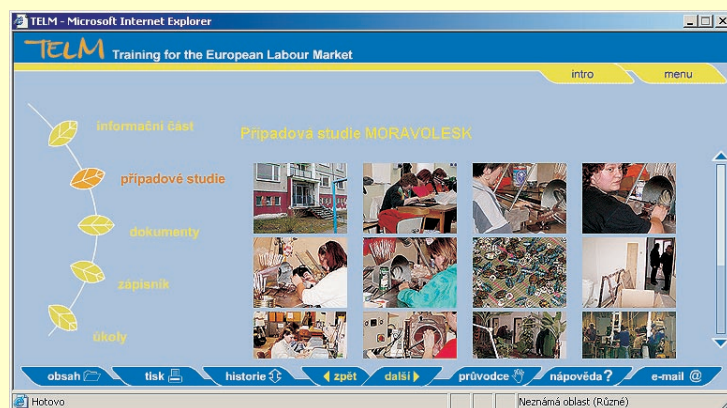 TELM - Microsoft Internet Explorer
TELM Training for the European Labour Market
intro menu
informační část
Případová studie MORAVOLESK
případové studie
dokumenty
zápisník
úkoly
obsah tisk historie zpět další průvodce nápověda? e-mail @
Hotovo Neznámá oblast (Různé)